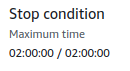 Stop condition
Maximum time
02:00:00 / 02:00:00